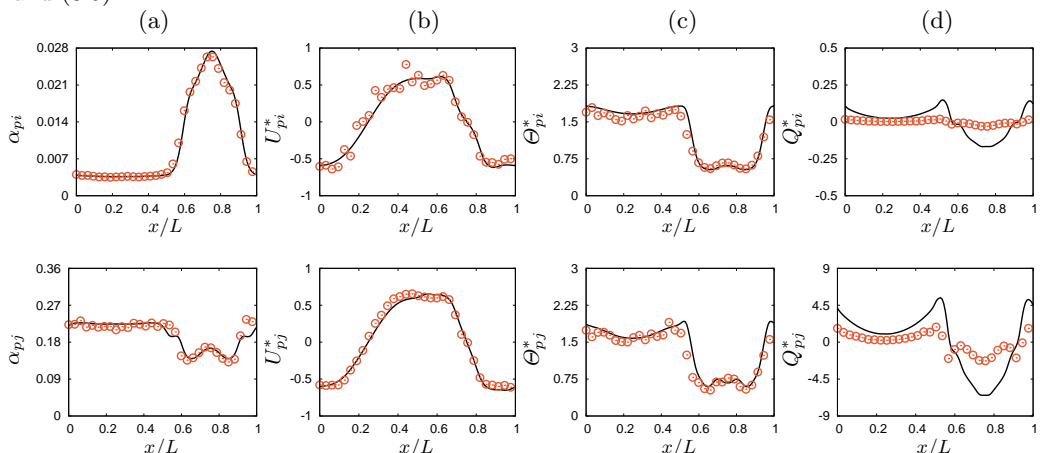 (a) (b) (c) (d)
0.028
0.021
0.014
0.007
0
α_pi
0 0.2 0.4 0.6 0.8 1
x/L
1
0.5
0
-0.5
-1
U*_pi
0 0.2 0.4 0.6 0.8 1
x/L
3
2.25
1.5
0.75
0
Θ*_pi
0 0.2 0.4 0.6 0.8 1
x/L
0.5
0.25
0
-0.25
-0.5
Q*_pi
0 0.2 0.4 0.6 0.8 1
x/L
0.36
0.27
0.18
0.09
0
α_pj
0 0.2 0.4 0.6 0.8 1
x/L
1
0.5
0
-0.5
-1
U*_pj
0 0.2 0.4 0.6 0.8 1
x/L
3
2.25
1.5
0.75
0
Θ*_pj
0 0.2 0.4 0.6 0.8 1
x/L
9
4.5
0
-4.5
-9
Q*_pj
0 0.2 0.4 0.6 0.8 1
x/L